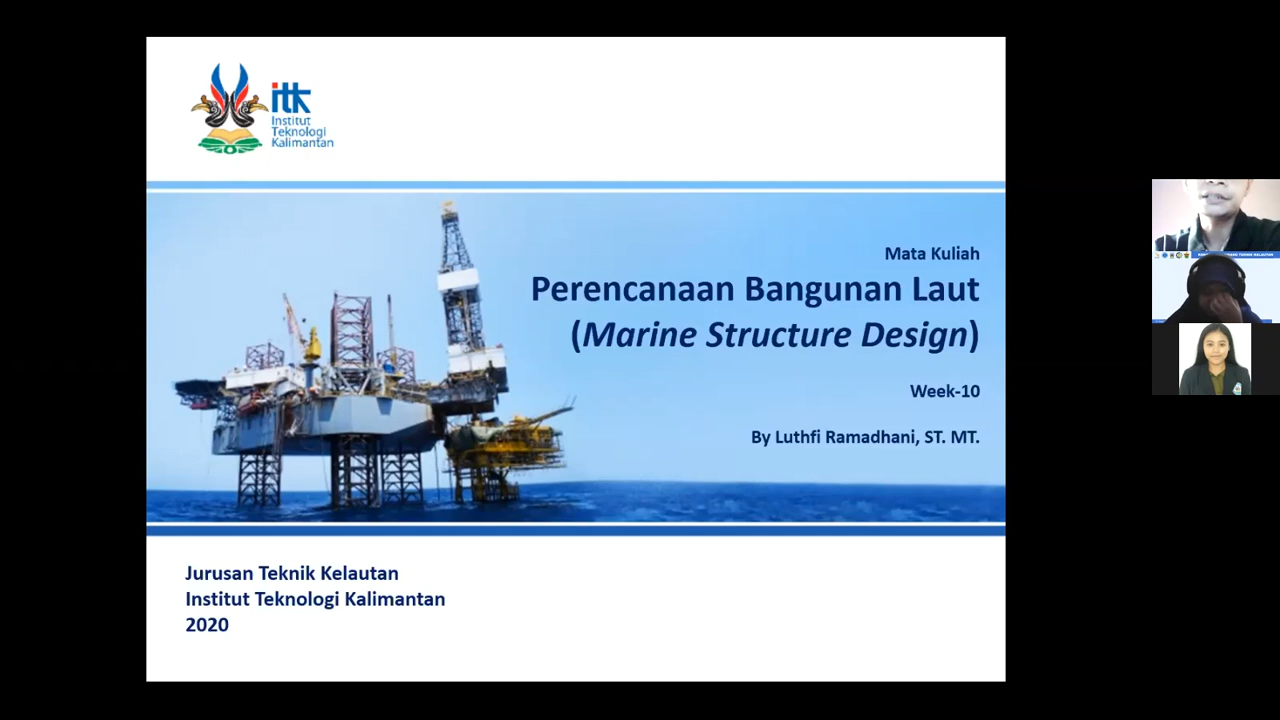 itk
Institut
Teknologi
Kalimantan
Mata Kuliah
Perencanaan Bangunan Laut
(Marine Structure Design)
Week-10
By Luthfi Ramadhani, ST. MT.
Jurusan Teknik Kelautan
Institut Teknologi Kalimantan
2020